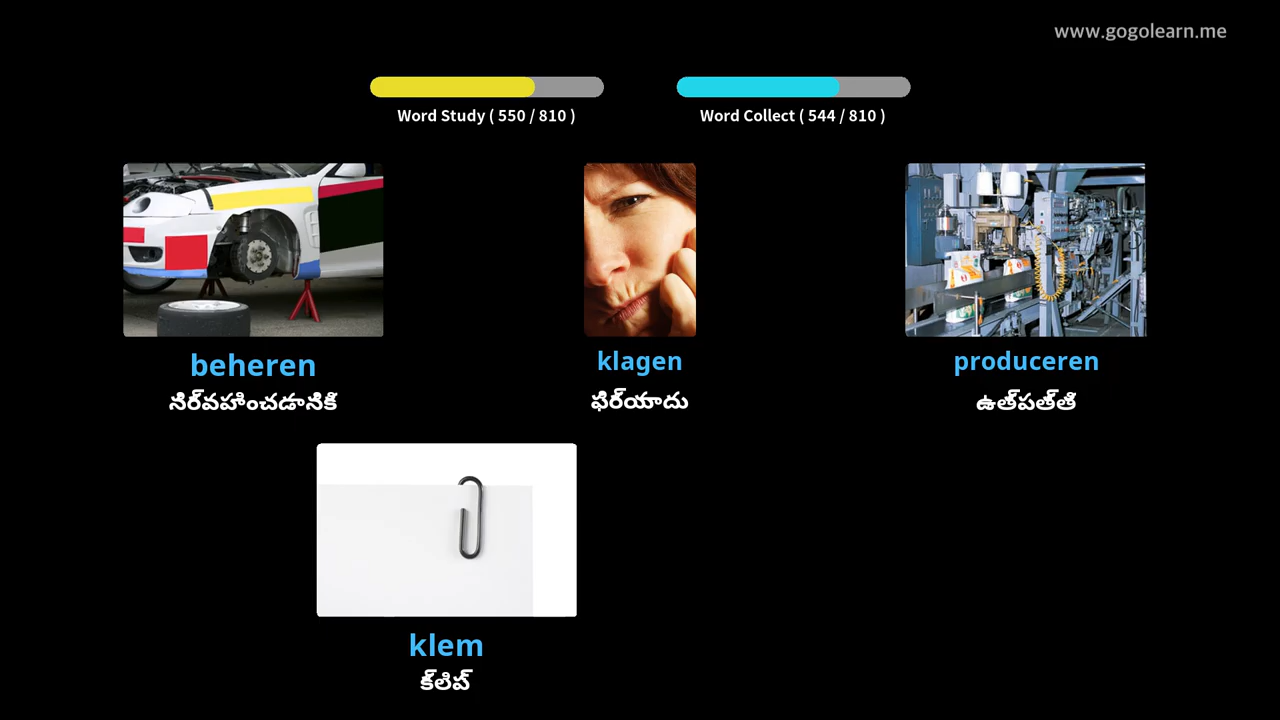 www.gogolearn.me
Word Study ( 550 / 810 )
Word Collect ( 544 / 810 )
beheren
నిర్వహించడానికి
klagen
ఫిర్యాదు
produceren
ఉత్పత్తి
klem
క్లిప్